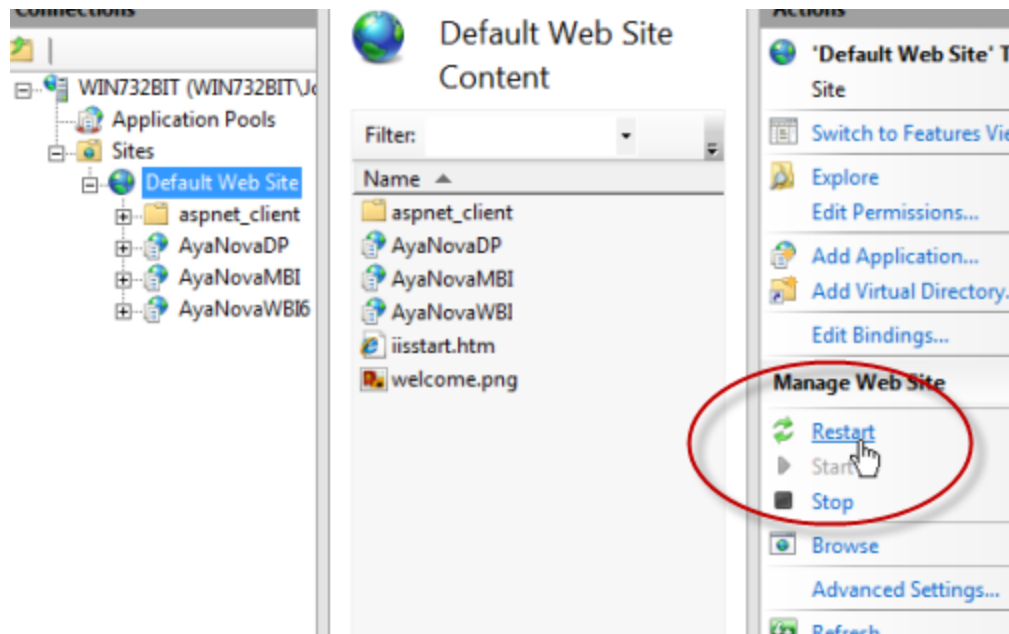 Connections
WIN732BIT (WIN732BIT\Jo
Application Pools
Sites
Default Web Site
aspnet_client
AyaNovaDP
AyaNovaMBI
AyaNovaWBI6
Default Web Site
Content
Filter:
Name
aspnet_client
AyaNovaDP
AyaNovaMBI
AyaNovaWBI
iisstart.htm
welcome.png
Actions
'Default Web Site' T
Site
Switch to Features Vie
Explore
Edit Permissions...
Add Application...
Add Virtual Directory.
Edit Bindings...
Manage Web Site
Restart
Start
Stop
Browse
Advanced Settings...
Refresh